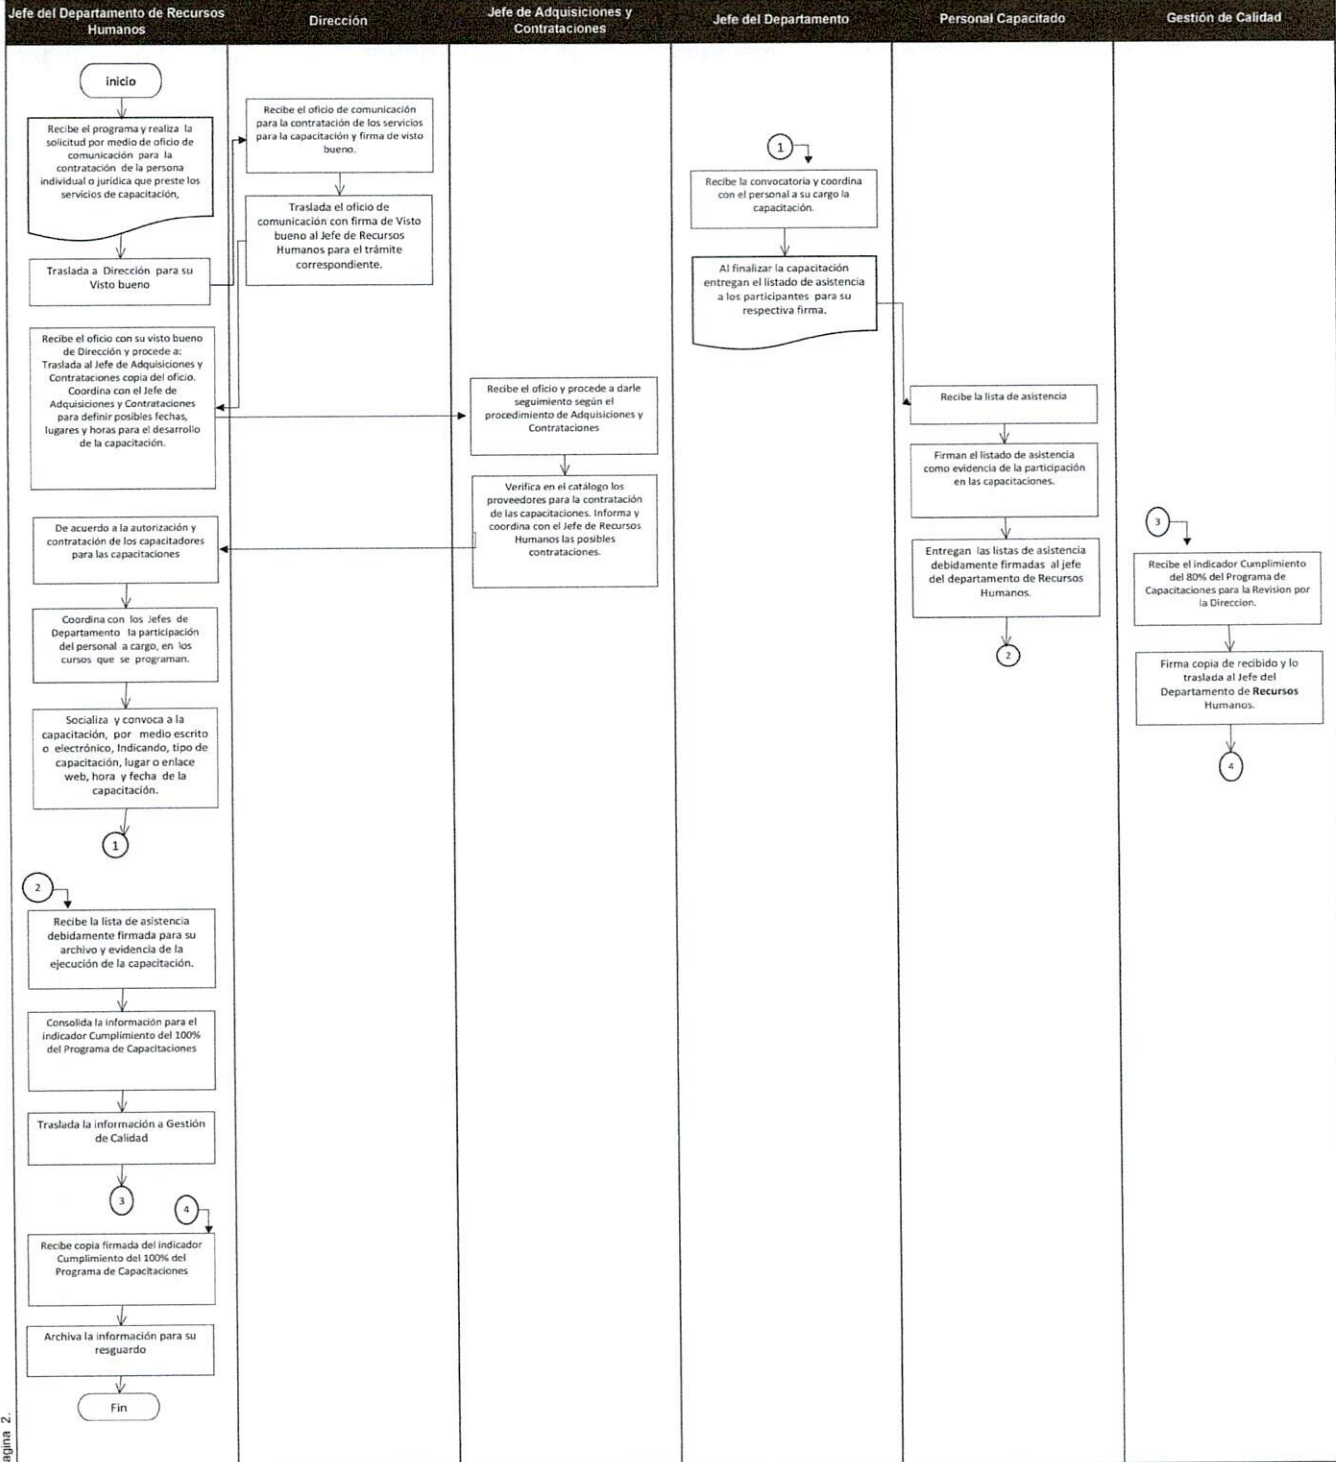 Jefe del Departamento de Recursos
Humanos
Dirección
Jefe de Adquisiciones y
Contrataciones
Jefe del Departamento
Personal Capacitado
Gestión de Calidad
inicio
Recibe el programa y realiza la
solicitud por medio de oficio de
comunicación para la
contratación de la persona
individual o jurídica que preste los
servicios de capacitación,
Traslada a Dirección para su
Visto bueno
Recibe el oficio con su visto bueno
de Dirección y procede a:
Traslada al Jefe de Adquisiciones y
Contrataciones copia del oficio.
Coordina con el Jefe de
Adquisiciones y Contrataciones
para definir posibles fechas,
lugares y horas para el desarrollo
de la capacitación.
De acuerdo a la autorización y
contratación de los capacitadores
para las capacitaciones
Coordina con los Jefes de
Departamento la participación
del personal a cargo, en los
cursos que se programan.
Socializa y convoca a la
capacitación, por medio escrito
o electrónico, Indicando, tipo de
capacitación, lugar o enlace
web, hora y fecha de la
capacitación.
1
2
Recibe la lista de asistencia
debidamente firmada para su
archivo y evidencia de la
ejecución de la capacitación.
Consolida la información para el
indicador Cumplimiento del 100%
del Programa de Capacitaciones
Traslada la información a Gestión
de Calidad
3
4
Recibe copia firmada del indicador
Cumplimiento del 100% del
Programa de Capacitaciones
Archiva la información para su
resguardo
Fin
Recibe el oficio de comunicación
para la contratación de los servicios
para la capacitación y firma de visto
bueno.
Traslada el oficio de
comunicación con firma de Visto
bueno al Jefe de Recursos
Humanos para el trámite
correspondiente.
Recibe el oficio y procede a darle
seguimiento según el
procedimiento de Adquisiciones y
Contrataciones
Verifica en el catálogo los
proveedores para la contratación
de las capacitaciones. Informa y
coordina con el Jefe de Recursos
Humanos las posibles
contrataciones.
1
Recibe la convocatoria y coordina
con el personal a su cargo la
capacitación.
Al finalizar la capacitación
entregan el listado de asistencia
a los participantes para su
respectiva firma.
Recibe la lista de asistencia
Firman el listado de asistencia
como evidencia de la participación
en las capacitaciones.
Entregan las listas de asistencia
debidamente firmadas al jefe
del departamento de Recursos
Humanos.
2
3
Recibe el indicador Cumplimiento
del 80% del Programa de
Capacitaciones para la Revision por
la Direccion.
Firma copia de recibido y lo
traslada al Jefe del
Departamento de Recursos
Humanos.
4
agina 2.